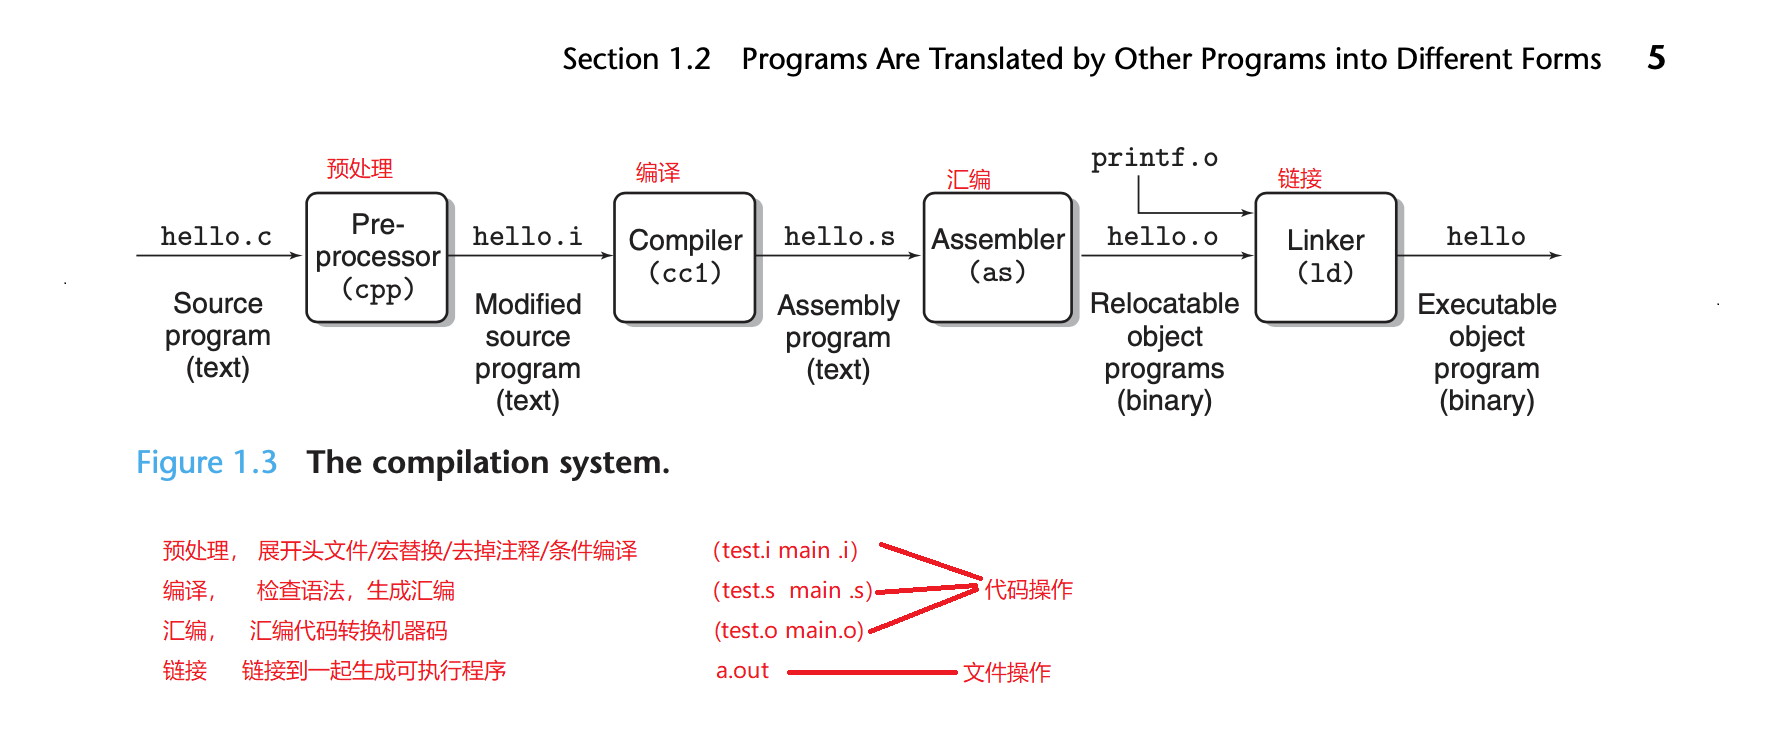 Section 1.2 Programs Are Translated by Other Programs into Different Forms 5
预处理 编译 汇编 printf.o 链接
hello.c Pre- hello.i Compiler hello.s Assembler hello.o Linker hello
processor (cc1) (as) (ld)
(cpp)
Source Modified Assembly Relocatable Executable
program source program object object
(text) program (text) programs program
(text) (binary) (binary)
Figure 1.3 The compilation system.
预处理， 展开头文件/宏替换/去掉注释/条件编译 (test.i main .i)
编译， 检查语法，生成汇编 (test.s main .s) 代码操作
汇编， 汇编代码转换机器码 (test.o main.o)
链接 链接到一起生成可执行程序 a.out 文件操作